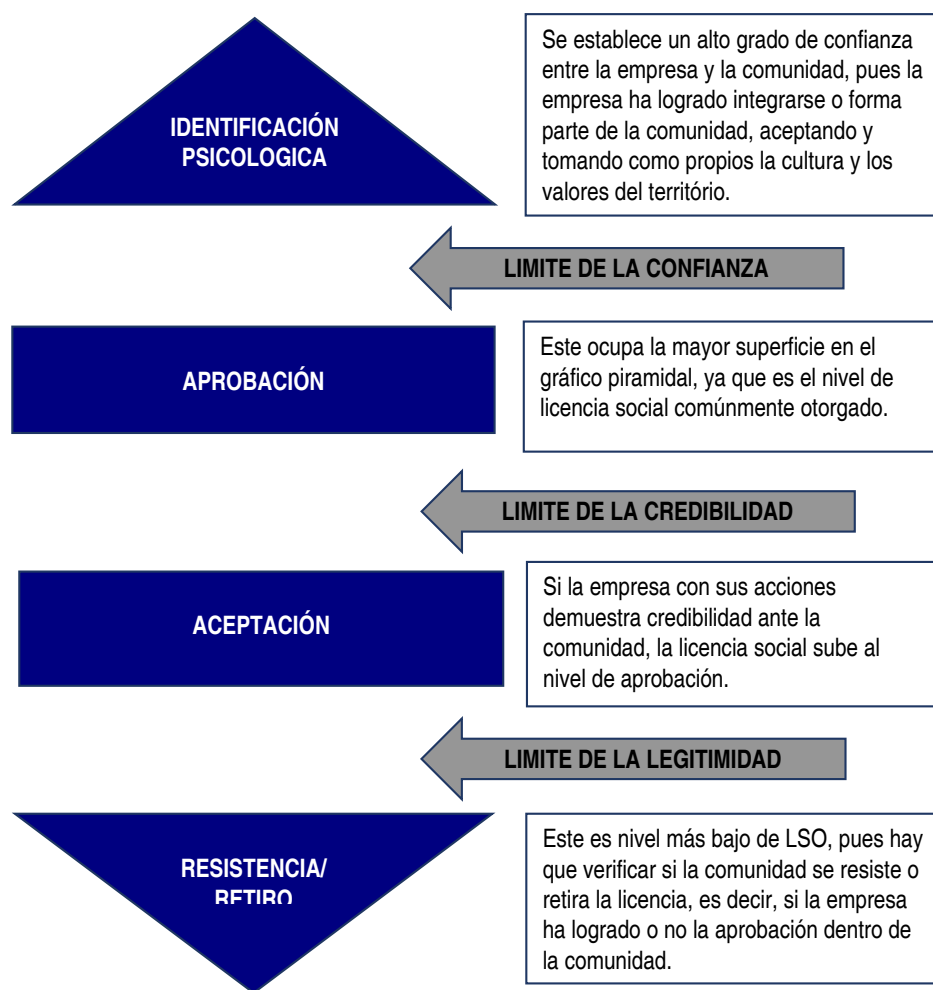 IDENTIFICACIÓN
PSICOLOGICA
Se establece un alto grado de confianza
entre la empresa y la comunidad, pues la
empresa ha logrado integrarse o forma
parte de la comunidad, aceptando y
tomando como propios la cultura y los
valores del território.
LIMITE DE LA CONFIANZA
APROBACIÓN
Este ocupa la mayor superficie en el
gráfico piramidal, ya que es el nivel de
licencia social comúnmente otorgado.
LIMITE DE LA CREDIBILIDAD
ACEPTACIÓN
Si la empresa con sus acciones
demuestra credibilidad ante la
comunidad, la licencia social sube al
nivel de aprobación.
LIMITE DE LA LEGITIMIDAD
RESISTENCIA/
RETIRO
Este es nivel más bajo de LSO, pues hay
que verificar si la comunidad se resiste o
retira la licencia, es decir, si la empresa
ha logrado o no la aprobación dentro de
la comunidad.